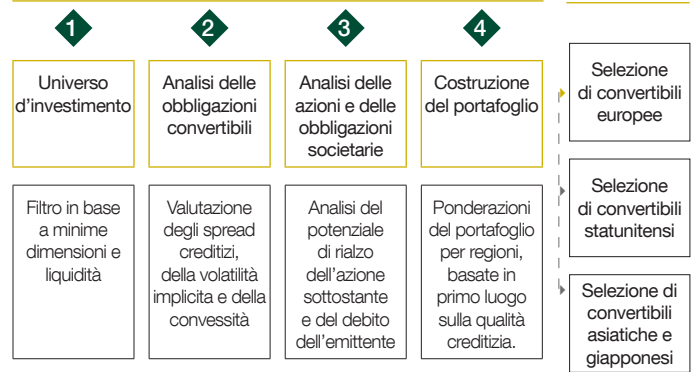 1
Universo
d'investimento
Filtro in base
a minime
dimensioni e
liquidità
2
Analisi delle
obbligazioni
convertibili
Valutazione
degli spread
creditizi,
della volatilità
implicita e della
convessità
3
Analisi delle
azioni e delle
obbligazioni
societarie
Analisi del
potenziale
di rialzo
dell'azione
sottostante
e del debito
dell'emittente
4
Costruzione
del portafoglio
Ponderazioni
del portafoglio
per regioni,
basate in
primo luogo
sulla qualità
creditizia.
Selezione
di convertibili
europee
Selezione
di convertibili
statunitensi
Selezione di
convertibili
asiatiche e
giapponesi